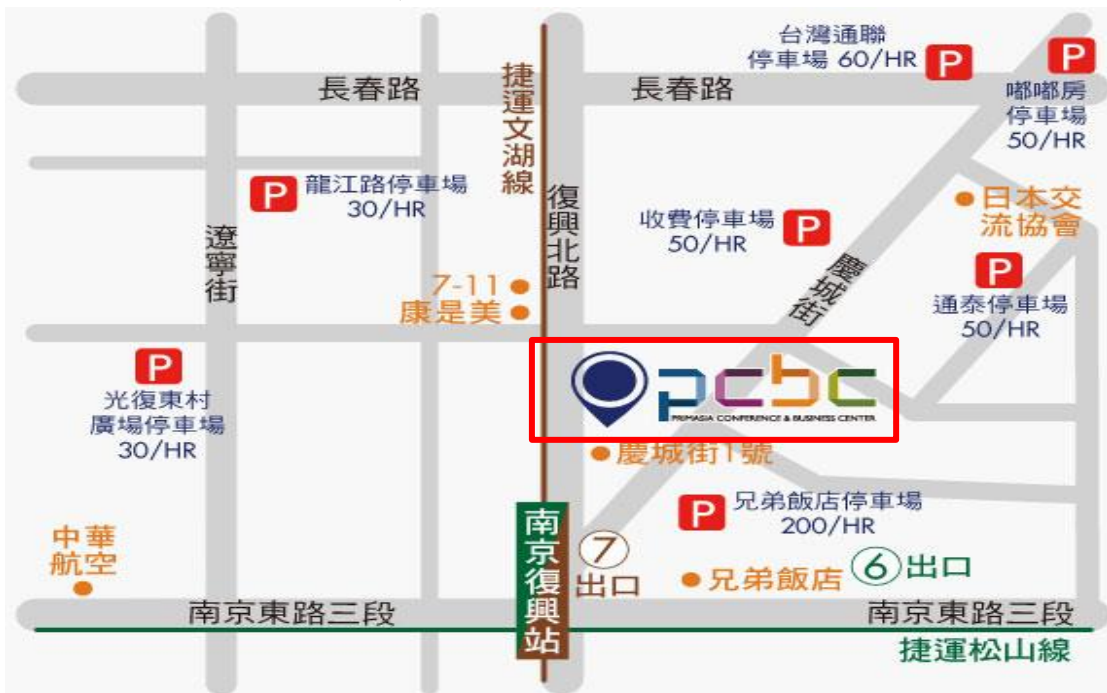 台灣通聯
停車場 60/HR
P
P
長春路
捷運文湖線
長春路
嘟嘟房
停車場
50/HR
P
龍江路停車場
30/HR
復興北路
日本交
流協會
收費停車場
50/HR
P
遼寧街
慶城街
P
7-11
康是美
通泰停車場
50/HR
P
光復東村
廣場停車場
30/HR
pcbc
PRIMASIA CONFERENCE & BUSINESS CENTER
慶城街1號
P
兄弟飯店停車場
200/HR
南京復興站
中華
航空
7
出口
兄弟飯店
6出口
南京東路三段
南京東路三段
捷運松山線